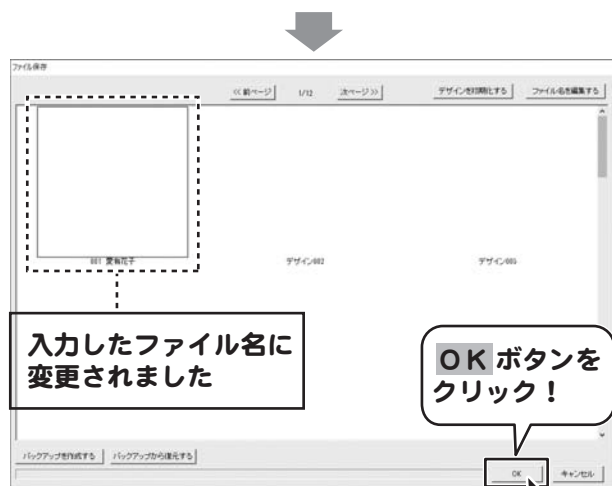 ファイル保存
<< 前ページ 1/12 次ページ >> デザインを初期化する ファイル名を編集する
001 愛有花子 デザイン002 デザイン003
入力したファイル名に
変更されました
OK ボタンを
クリック！
バックアップを作成する バックアップから復元する
OK キャンセル